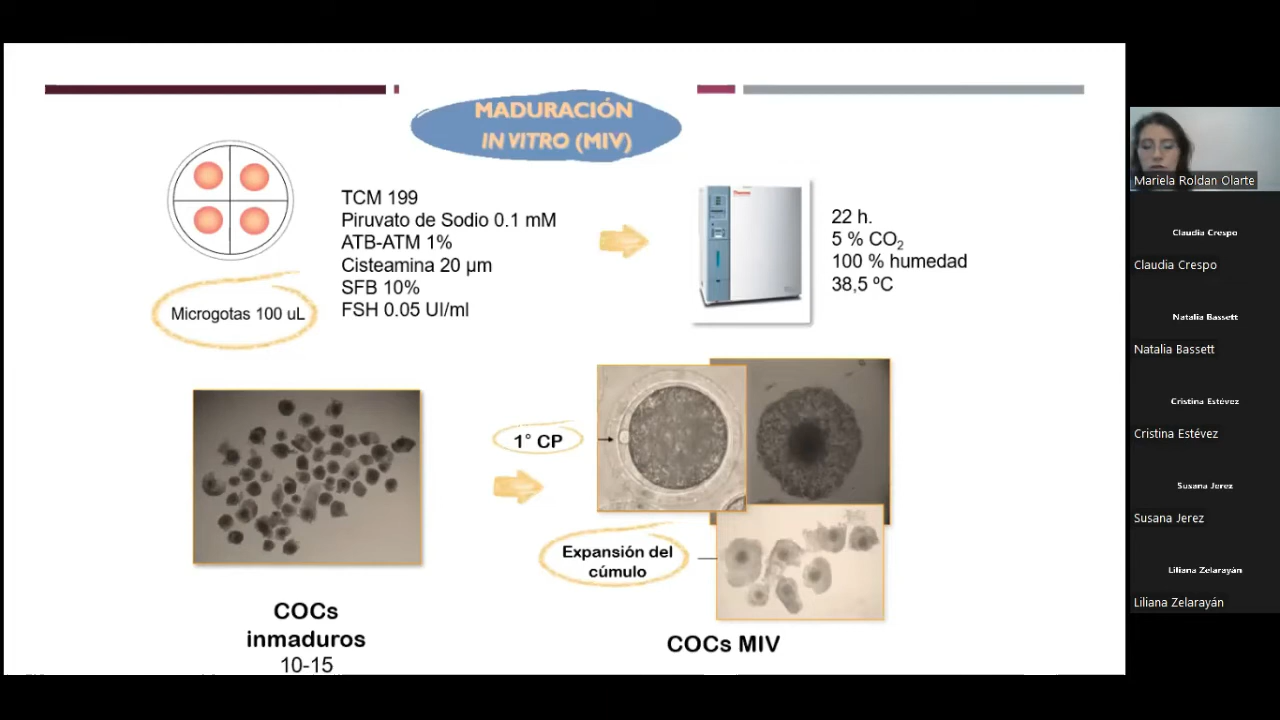 MADURACIÓN
IN VITRO (MIV)
TCM 199
Piruvato de Sodio 0.1 mM
ATB-ATM 1%
Cisteamina 20 µm
SFB 10%
FSH 0.05 UI/ml
Microgotas 100 uL
Thermo
22 h.
5 % CO₂
100 % humedad
38,5 ºC
1° CP
Expansión del
cúmulo
COCs
inmaduros
10-15
COCs MIV
Mariela Roldan Olarte
Claudia Crespo
Claudia Crespo
Natalia Bassett
Natalia Bassett
Cristina Estévez
Cristina Estévez
Susana Jerez
Susana Jerez
Liliana Zelarayán
Liliana Zelarayán